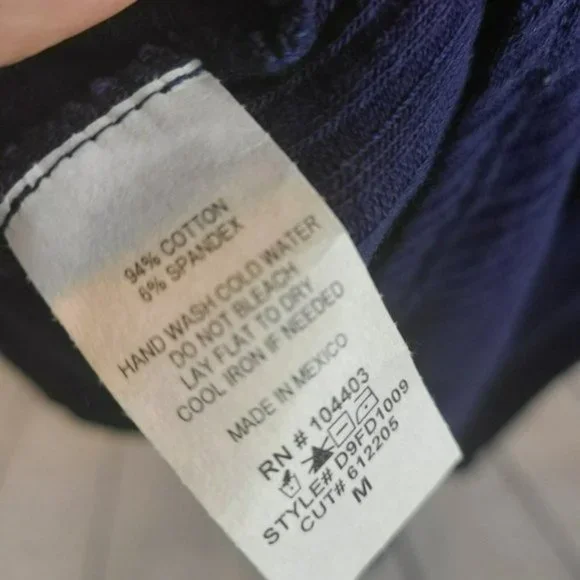 94% COTTON
6% SPANDEX
HAND WASH COLD WATER
DO NOT BLEACH
LAY FLAT TO DRY
COOL IRON IF NEEDED
MADE IN MEXICO
RN # 104403
STYLE# D9FD1009
CUT# 612205
M